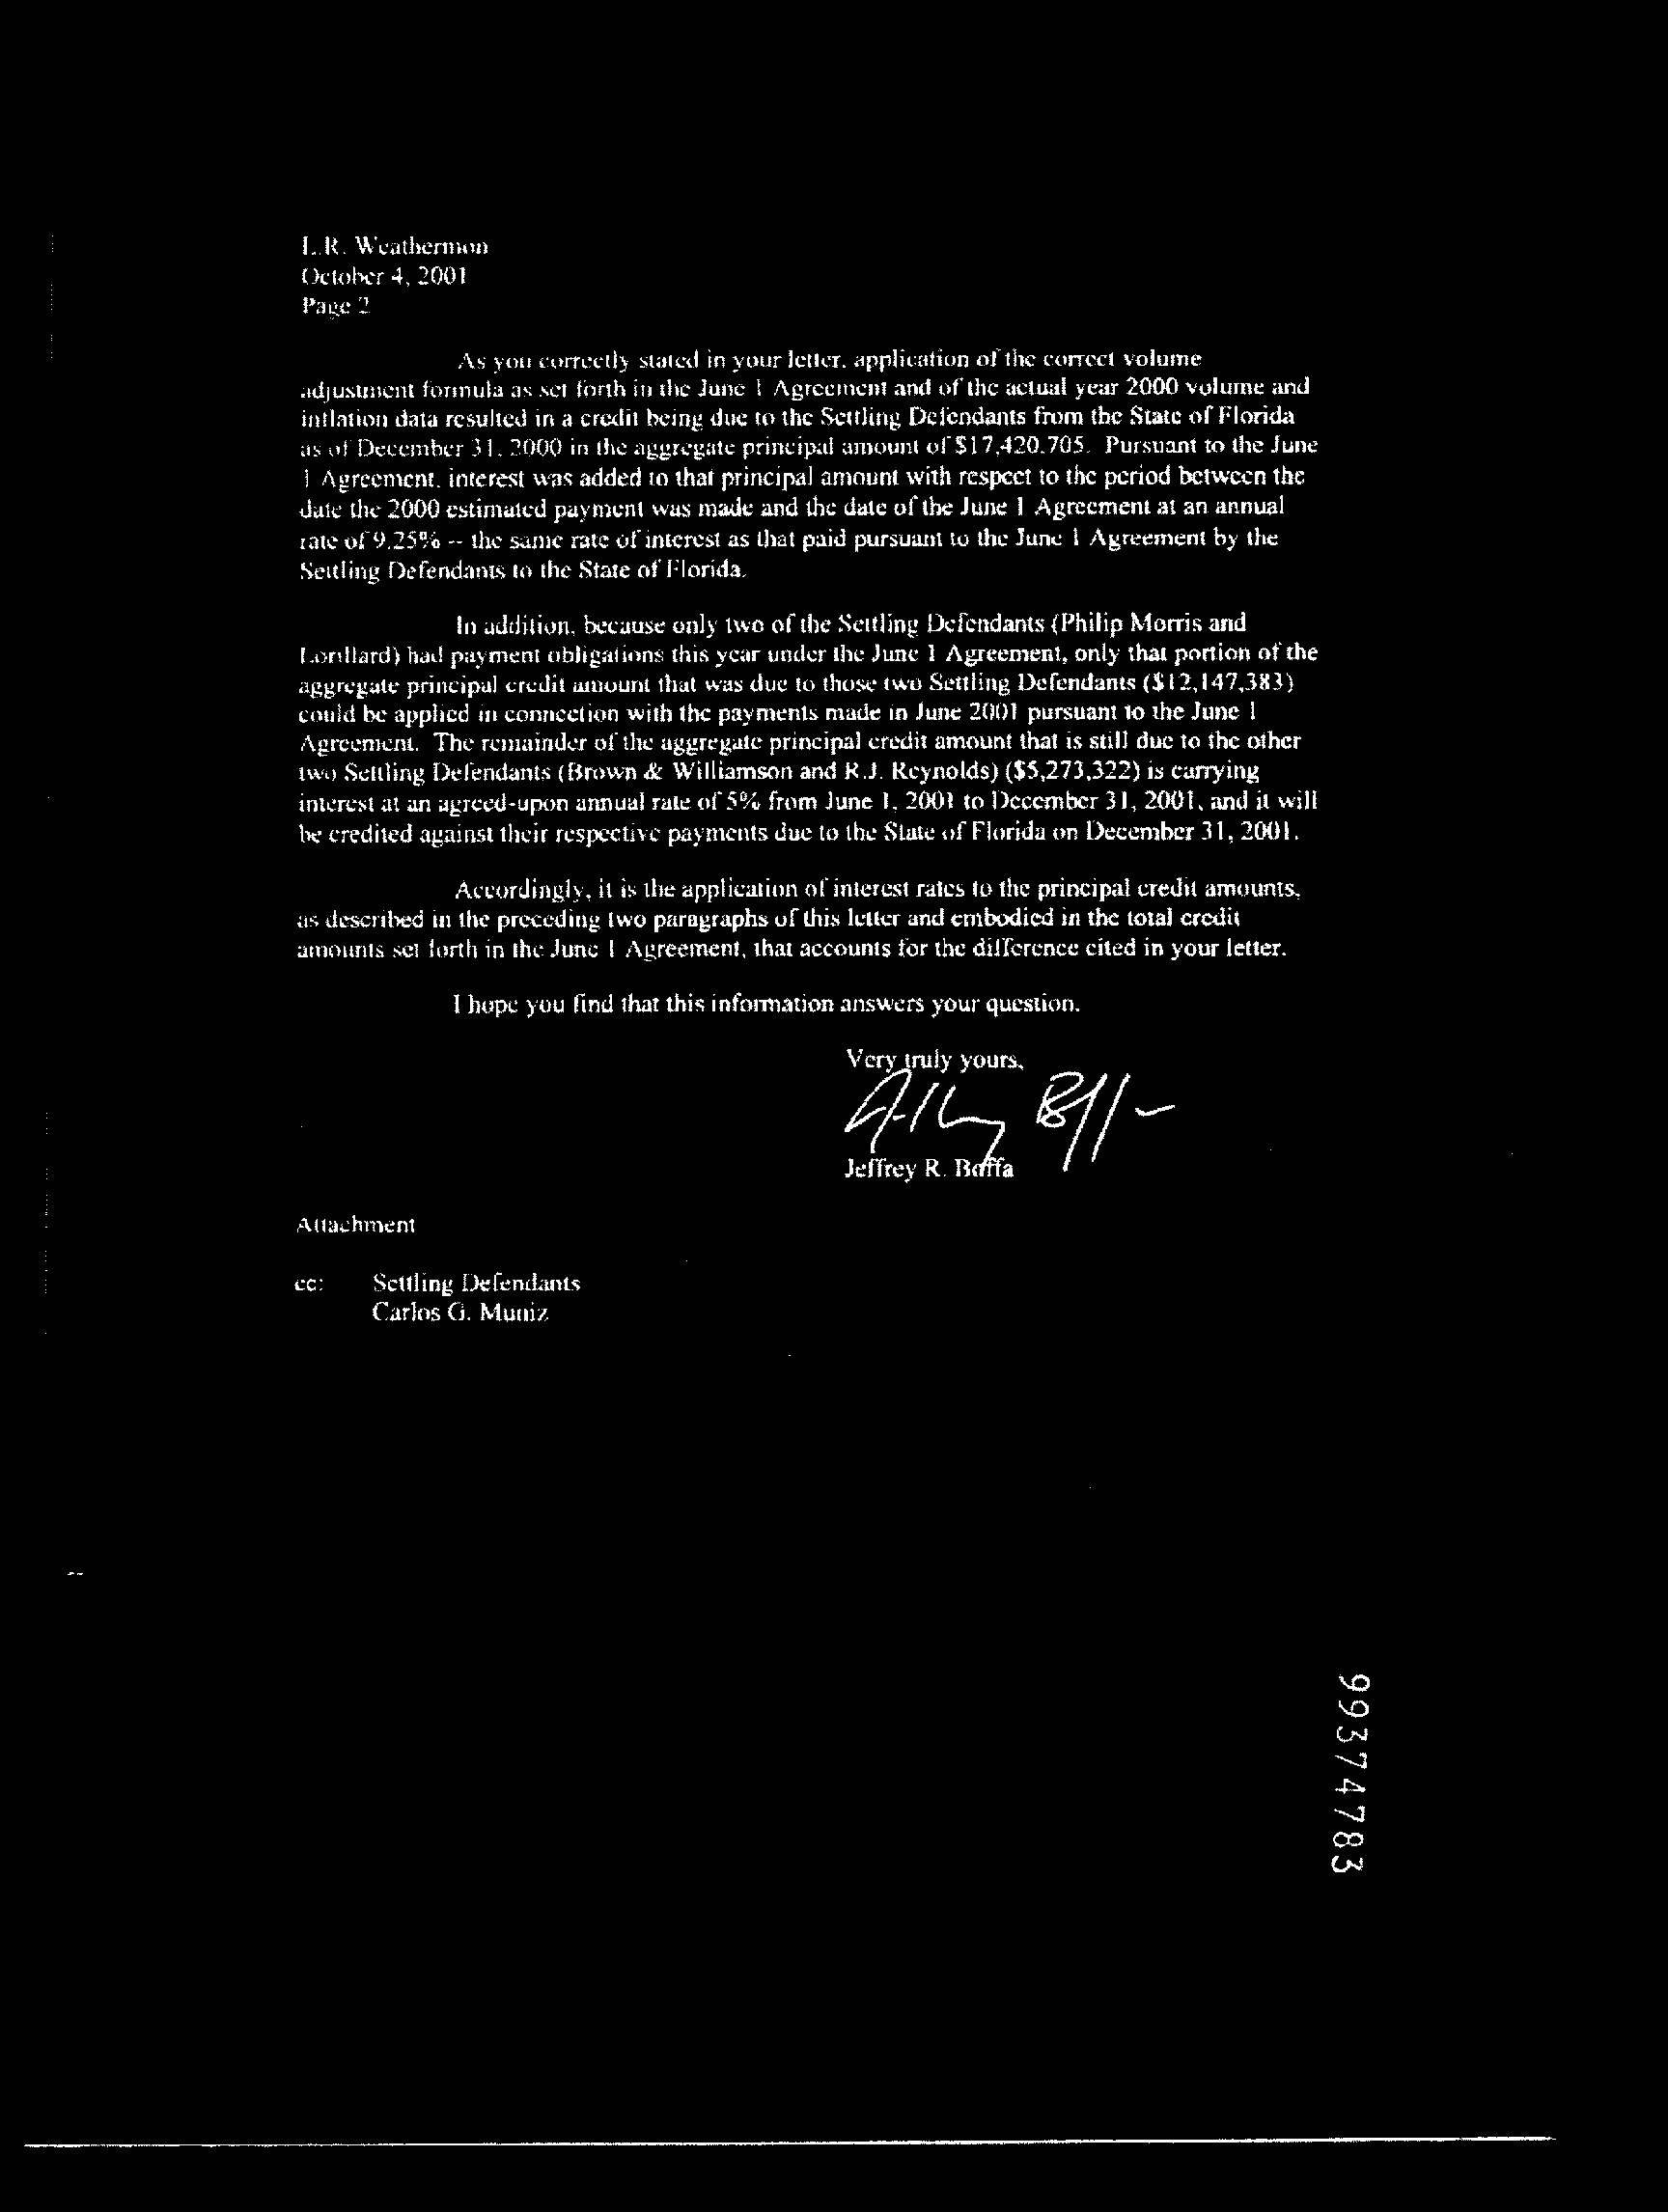 L.R. Weathermon
October 4, 2001
Page 2
As you correctly stated in your letter, application of the correct volume
adjustment formula as set forth in the June 1 Agreement and of the actual year 2000 volume and
inflation data resulted in a credit being due to the Settling Defendants from the State of Florida
as of December 31, 2000 in the aggregate principal amount of $17,420,705. Pursuant to the June
1 Agreement, interest was added to that principal amount with respect to the period between the
date the 2000 estimated payment was made and the date of the June 1 Agreement at an annual
rate of 9.25% -- the same rate of interest as that paid pursuant to the June 1 Agreement by the
Settling Defendants to the State of Florida.
In addition, because only two of the Settling Defendants (Philip Morris and
Lorillard) had payment obligations this year under the June 1 Agreement, only that portion of the
aggregate principal credit amount that was due to those two Settling Defendants ($12,147,383)
could be applied in connection with the payments made in June 2001 pursuant to the June 1
Agreement. The remainder of the aggregate principal credit amount that is still due to the other
two Settling Defendants (Brown & Williamson and R.J. Reynolds) ($5,273,322) is carrying
interest at an agreed-upon annual rate of 5% from June 1, 2001 to December 31, 2001, and it will
be credited against their respective payments due to the State of Florida on December 31, 2001.
Accordingly, it is the application of interest rates to the principal credit amounts,
as described in the preceding two paragraphs of this letter and embodied in the total credit
amounts set forth in the June 1 Agreement, that accounts for the difference cited in your letter.
I hope you find that this information answers your question.
Very truly yours,
Jeffrey R. Boffa
Attachment
cc: Settling Defendants
Carlos G. Muniz
99374783